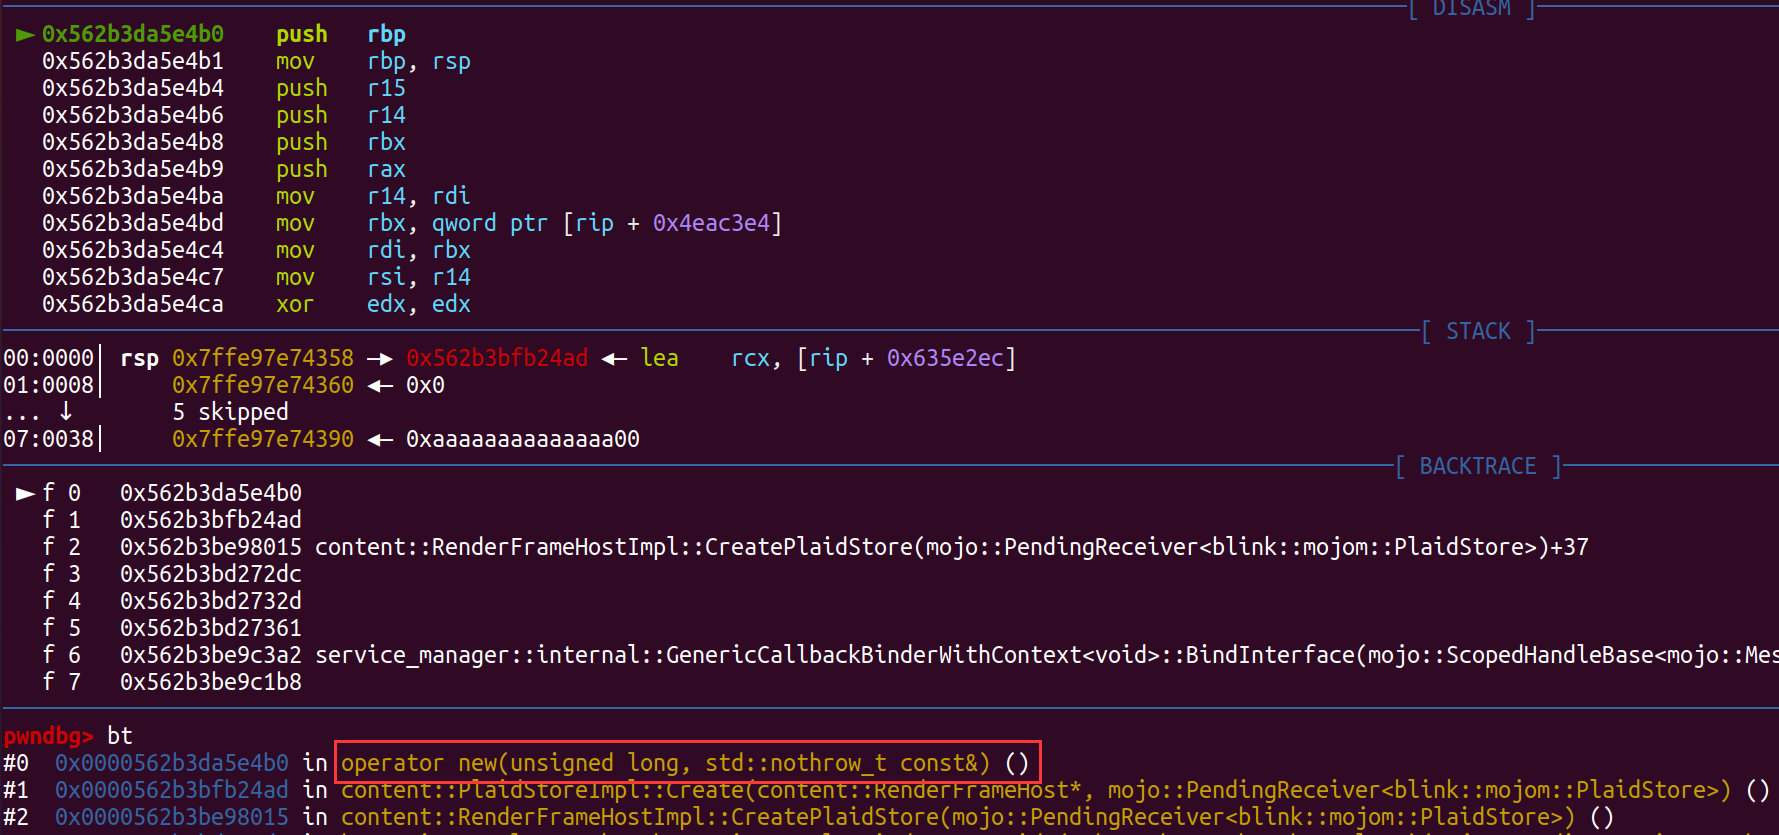 [ DISASM ]
► 0x562b3da5e4b0 push rbp
0x562b3da5e4b1 mov rbp, rsp
0x562b3da5e4b4 push r15
0x562b3da5e4b6 push r14
0x562b3da5e4b8 push rbx
0x562b3da5e4b9 push rax
0x562b3da5e4ba mov r14, rdi
0x562b3da5e4bd mov rbx, qword ptr [rip + 0x4eac3e4]
0x562b3da5e4c4 mov rdi, rbx
0x562b3da5e4c7 mov rsi, r14
0x562b3da5e4ca xor edx, edx
[ STACK ]
00:0000│ rsp 0x7ffe97e74358 —▸ 0x562b3bfb24ad ◂— lea rcx, [rip + 0x635e2ec]
01:0008│ 0x7ffe97e74360 ◂— 0x0
... ↓ 5 skipped
07:0038│ 0x7ffe97e74390 ◂— 0xaaaaaaaaaaaaaa00
[ BACKTRACE ]
► f 0 0x562b3da5e4b0
f 1 0x562b3bfb24ad
f 2 0x562b3be98015 content::RenderFrameHostImpl::CreatePlaidStore(mojo::PendingReceiver<blink::mojom::PlaidStore>)+37
f 3 0x562b3bd272dc
f 4 0x562b3bd2732d
f 5 0x562b3bd27361
f 6 0x562b3be9c3a2 service_manager::internal::GenericCallbackBinderWithContext<void>::BindInterface(mojo::ScopedHandleBase<mojo::Mes
f 7 0x562b3be9c1b8
pwndbg> bt
#0 0x0000562b3da5e4b0 in operator new(unsigned long, std::nothrow_t const&) ()
#1 0x0000562b3bfb24ad in content::PlaidStoreImpl::Create(content::RenderFrameHost*, mojo::PendingReceiver<blink::mojom::PlaidStore>) ()
#2 0x0000562b3be98015 in content::RenderFrameHostImpl::CreatePlaidStore(mojo::PendingReceiver<blink::mojom::PlaidStore>) ()